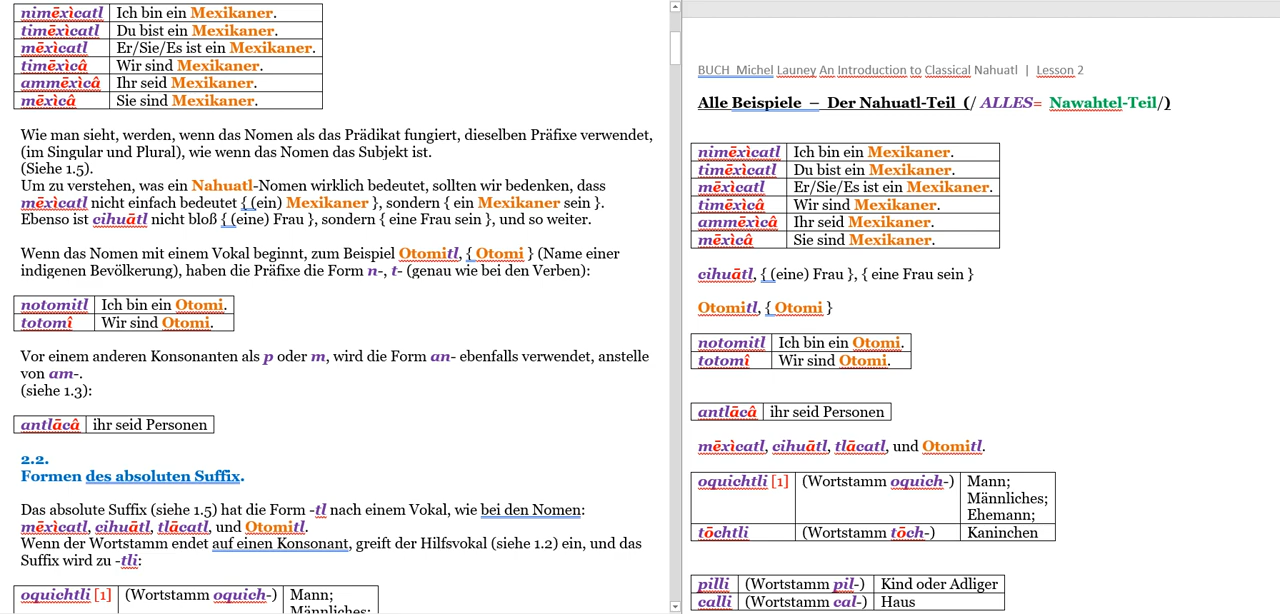 nimēxìcatl Ich bin ein Mexikaner.
timēxìcatl Du bist ein Mexikaner.
mēxìcatl Er/Sie/Es ist ein Mexikaner.
timēxìcâ Wir sind Mexikaner.
ammēxìcâ Ihr seid Mexikaner.
mēxìcâ Sie sind Mexikaner.
Wie man sieht, werden, wenn das Nomen als das Prädikat fungiert, dieselben Präfixe verwendet,
(im Singular und Plural), wie wenn das Nomen das Subjekt ist.
(Siehe 1.5).
Um zu verstehen, was ein Nahuatl-Nomen wirklich bedeutet, sollten wir bedenken, dass
mēxìcatl nicht einfach bedeutet { (ein) Mexikaner }, sondern { ein Mexikaner sein }.
Ebenso ist cihuātl nicht bloß { (eine) Frau }, sondern { eine Frau sein }, und so weiter.
Wenn das Nomen mit einem Vokal beginnt, zum Beispiel Otomitl, { Otomi } (Name einer
indigenen Bevölkerung), haben die Präfixe die Form n-, t- (genau wie bei den Verben):
notomitl Ich bin ein Otomi.
totomî Wir sind Otomi.
Vor einem anderen Konsonanten als p oder m, wird die Form an- ebenfalls verwendet, anstelle
von am-.
(siehe 1.3):
antlācâ ihr seid Personen
2.2.
Formen des absoluten Suffix.
Das absolute Suffix (siehe 1.5) hat die Form -tl nach einem Vokal, wie bei den Nomen:
mēxìcatl, cihuātl, tlācatl, und Otomitl.
Wenn der Wortstamm endet auf einen Konsonant, greift der Hilfsvokal (siehe 1.2) ein, und das
Suffix wird zu -tli:
oquichtli [1] (Wortstamm oquich-) Mann;
Männliches;
BUCH Michel Launey An Introduction to Classical Nahuatl | Lesson 2
Alle Beispiele – Der Nahuatl-Teil (/ ALLES= Nawahtel-Teil/)
nimēxìcatl Ich bin ein Mexikaner.
timēxìcatl Du bist ein Mexikaner.
mēxìcatl Er/Sie/Es ist ein Mexikaner.
timēxìcâ Wir sind Mexikaner.
ammēxìcâ Ihr seid Mexikaner.
mēxìcâ Sie sind Mexikaner.
cihuātl, { (eine) Frau }, { eine Frau sein }
Otomitl, { Otomi }
notomitl Ich bin ein Otomi.
totomî Wir sind Otomi.
antlācâ ihr seid Personen
mēxìcatl, cihuātl, tlācatl, und Otomitl.
oquichtli [1] (Wortstamm oquich-) Mann;
Männliches;
Ehemann;
tōchtli (Wortstamm tōch-) Kaninchen
pilli (Wortstamm pil-) Kind oder Adliger
calli (Wortstamm cal-) Haus